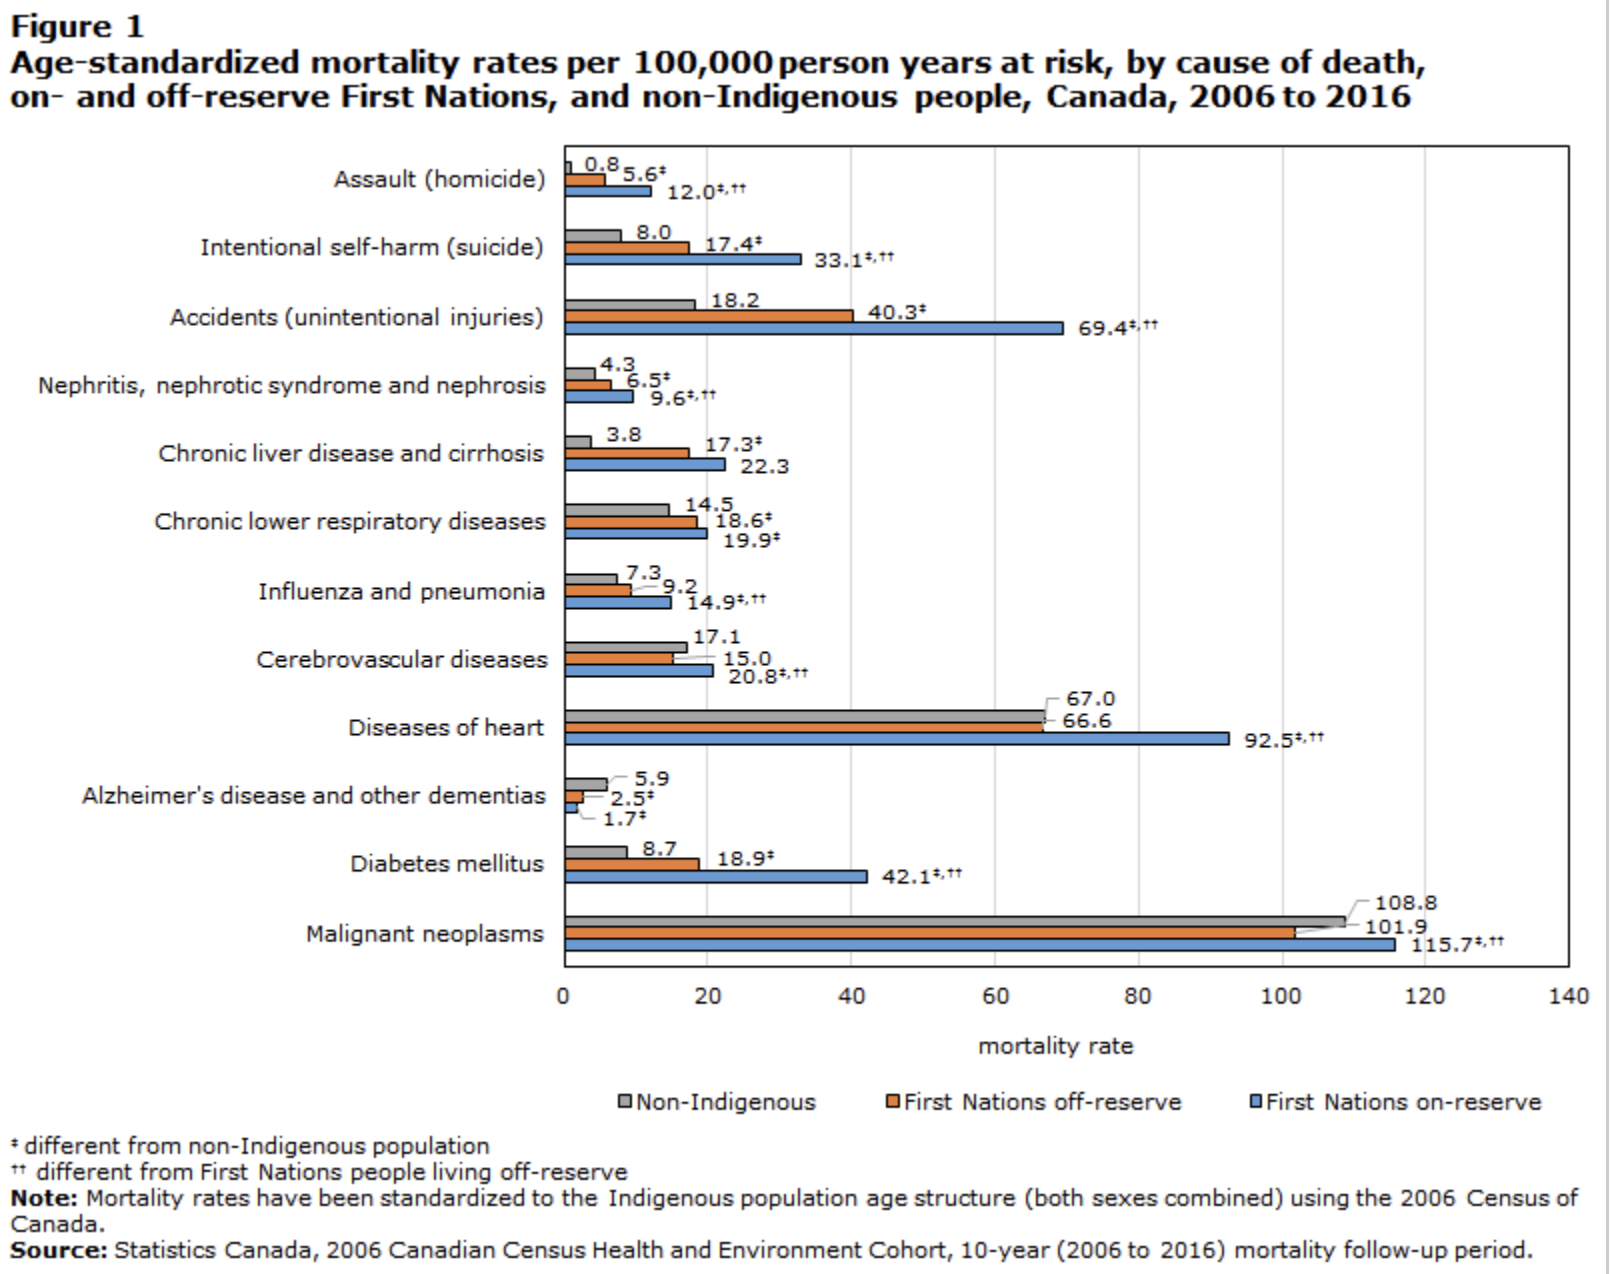 Figure 1
Age-standardized mortality rates per 100,000 person years at risk, by cause of death,
on- and off-reserve First Nations, and non-Indigenous people, Canada, 2006 to 2016
Assault (homicide)
0.8
5.6‡
12.0‡,††
Intentional self-harm (suicide)
8.0
17.4‡
33.1‡,††
Accidents (unintentional injuries)
18.2
40.3‡
69.4‡,††
Nephritis, nephrotic syndrome and nephrosis
4.3
6.5‡
9.6‡,††
Chronic liver disease and cirrhosis
3.8
17.3‡
22.3
Chronic lower respiratory diseases
14.5
18.6‡
19.9‡
Influenza and pneumonia
7.3
9.2
14.9‡,††
Cerebrovascular diseases
17.1
15.0
20.8‡,††
Diseases of heart
67.0
66.6
92.5‡,††
Alzheimer's disease and other dementias
5.9
2.5‡
1.7‡
Diabetes mellitus
8.7
18.9‡
42.1‡,††
Malignant neoplasms
108.8
101.9
115.7‡,††
0 20 40 60 80 100 120 140
mortality rate
Non-Indigenous First Nations off-reserve First Nations on-reserve
‡ different from non-Indigenous population
†† different from First Nations people living off-reserve
Note: Mortality rates have been standardized to the Indigenous population age structure (both sexes combined) using the 2006 Census of
Canada.
Source: Statistics Canada, 2006 Canadian Census Health and Environment Cohort, 10-year (2006 to 2016) mortality follow-up period.